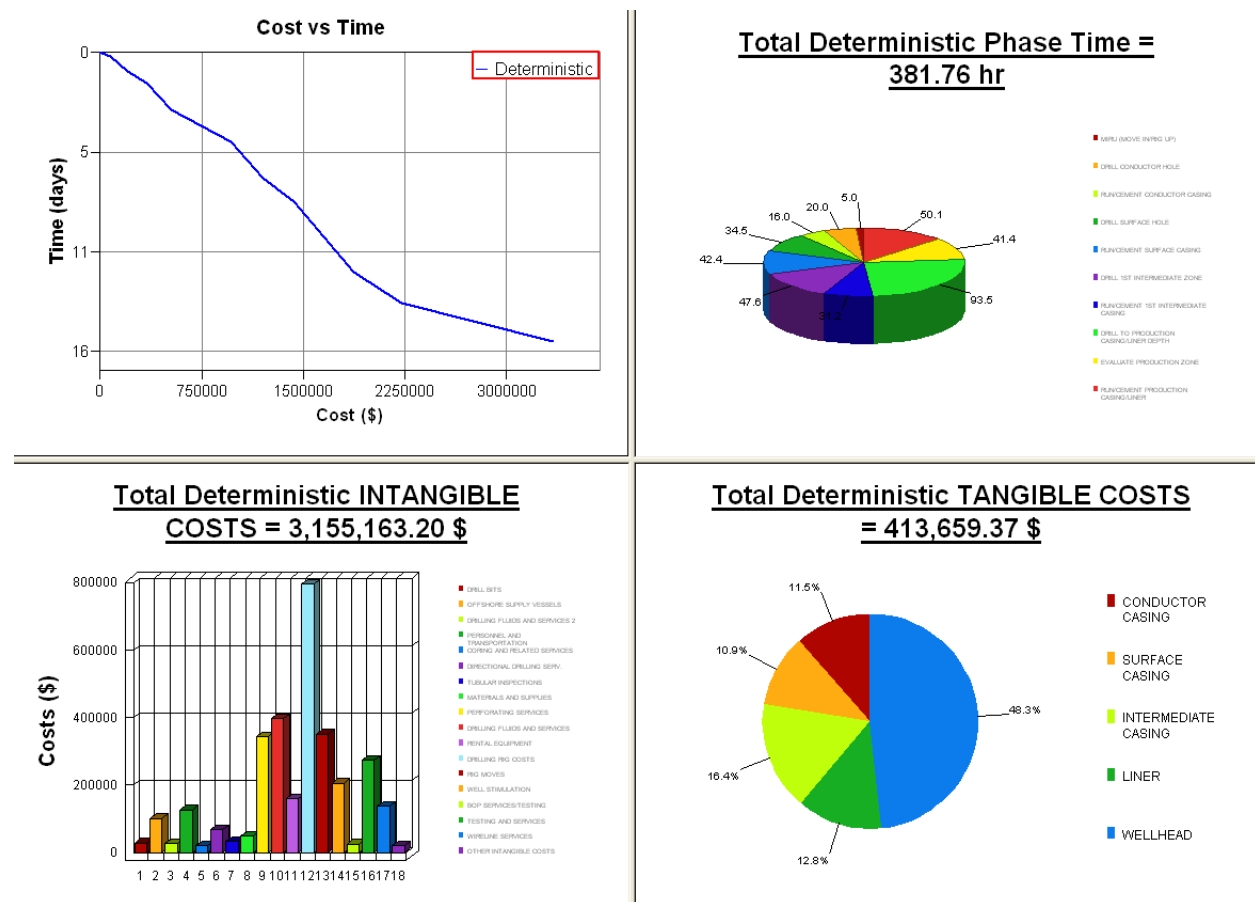 Cost vs Time
Deterministic
Time (days)
0
5
11
16
0
750000
1500000
2250000
3000000
Cost ($)
Total Deterministic Phase Time =
381.76 hr
5.0
20.0
16.0
34.5
42.4
47.6
31.2
50.1
41.4
93.5
MIRU (MOVE IN/RIG UP)
DRILL CONDUCTOR HOLE
RUN/CEMENT CONDUCTOR CASING
DRILL SURFACE HOLE
RUN/CEMENT SURFACE CASING
DRILL 1ST INTERMEDIATE ZONE
RUN/CEMENT 1ST INTERMEDIATE
CASING
DRILL TO PRODUCTION
CASING/LINER DEPTH
EVALUATE PRODUCTION ZONE
RUN/CEMENT PRODUCTION
CASING/LINER
Total Deterministic INTANGIBLE
COSTS = 3,155,163.20 $
Costs ($)
800000
600000
400000
200000
0
1 2 3 4 5 6 7 8 9 10 11 12 13 14 15 16 17 18
DRILL BITS
OFFSHORE SUPPLY VESSELS
DRILLING FLUIDS AND SERVICES 2
PERSONNEL AND
TRANSPORTATION
CORING AND RELATED SERVICES
DIRECTIONAL DRILLING SERV.
TUBULAR INSPECTIONS
MATERIALS AND SUPPLIES
PERFORATING SERVICES
DRILLING FLUIDS AND SERVICES
RENTAL EQUIPMENT
DRILLING RIG COSTS
RIG MOVES
WELL STIMULATION
BOP SERVICES/TESTING
TESTING AND SERVICES
WIRELINE SERVICES
OTHER INTANGIBLE COSTS
Total Deterministic TANGIBLE COSTS
= 413,659.37 $
11.5%
10.9%
16.4%
12.8%
48.3%
CONDUCTOR
CASING
SURFACE
CASING
INTERMEDIATE
CASING
LINER
WELLHEAD